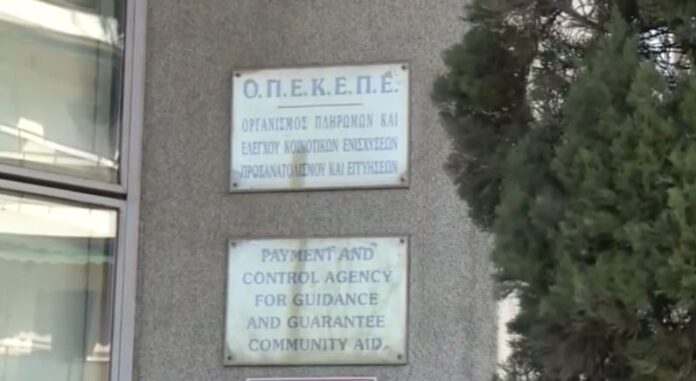 Ο.Π.Ε.Κ.Ε.Π.Ε.
ΟΡΓΑΝΙΣΜΟΣ ΠΛΗΡΩΜΩΝ ΚΑΙ
ΕΛΕΓΧΟΥ ΚΟΙΝΟΤΙΚΩΝ ΕΝΙΣΧΥΣΕΩΝ
ΠΡΟΣΑΝΑΤΟΛΙΣΜΟΥ ΚΑΙ ΕΓΓΥΗΣΕΩΝ
PAYMENT AND
CONTROL AGENCY
FOR GUIDANCE
AND GUARANTEE
COMMUNITY AID